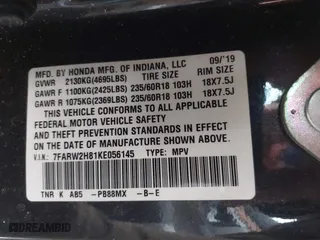 MFD. BY HONDA MFG. OF INDIANA, LLC 09/'19
GVWR 2130KG(4695LBS) TIRE SIZE RIM SIZE
GAWR F 1100KG(2425LBS) 235/60R18 103H 18X7.5J
GAWR R 1075KG(2369LBS) 235/60R18 103H 18X7.5J
THIS VEHICLE CONFORMS TO ALL APPLICABLE
FEDERAL MOTOR VEHICLE SAFETY AND
THEFT PREVENTION STANDARDS IN EFFECT
ON THE DATE OF MANUFACTURE SHOWN ABOVE.
V.I.N: 7FARW2H81KE056145 TYPE: MPV
TNR K AB5 -PB88MX -B-E
DREAMBID